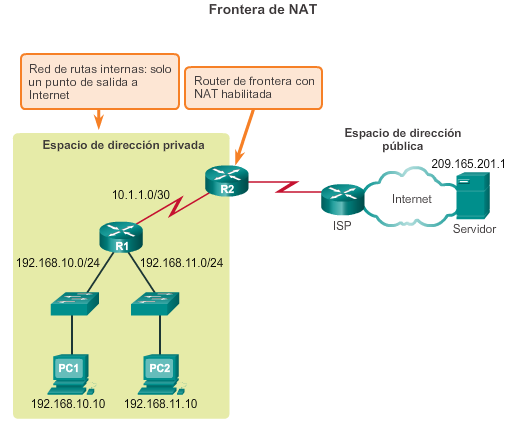 Frontera de NAT
Red de rutas internas: solo
un punto de salida a
Internet
Router de frontera con
NAT habilitada
Espacio de dirección privada
Espacio de dirección
pública
209.165.201.1
R2
10.1.1.0/30
Internet
ISP
Servidor
R1
192.168.10.0/24
192.168.11.0/24
PC1
PC2
192.168.10.10
192.168.11.10